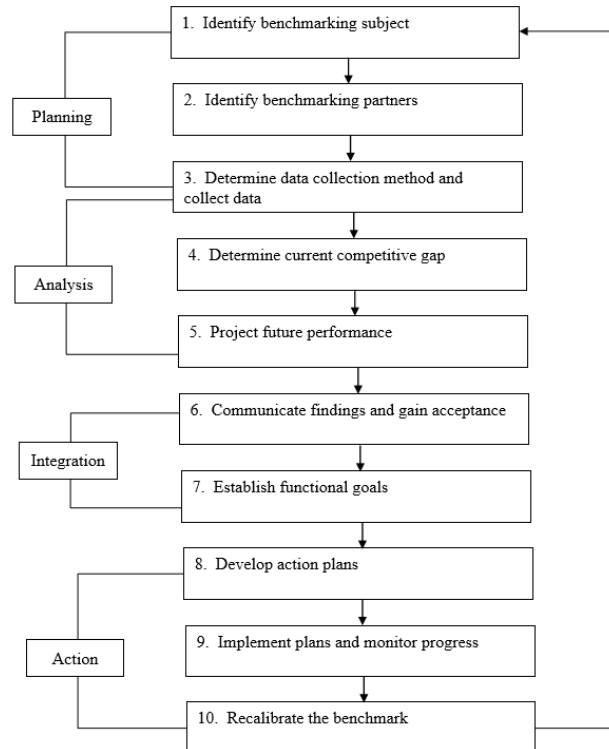 1. Identify benchmarking subject
2. Identify benchmarking partners
Planning
3. Determine data collection method and
collect data
4. Determine current competitive gap
Analysis
5. Project future performance
6. Communicate findings and gain acceptance
Integration
7. Establish functional goals
8. Develop action plans
9. Implement plans and monitor progress
Action
10. Recalibrate the benchmark